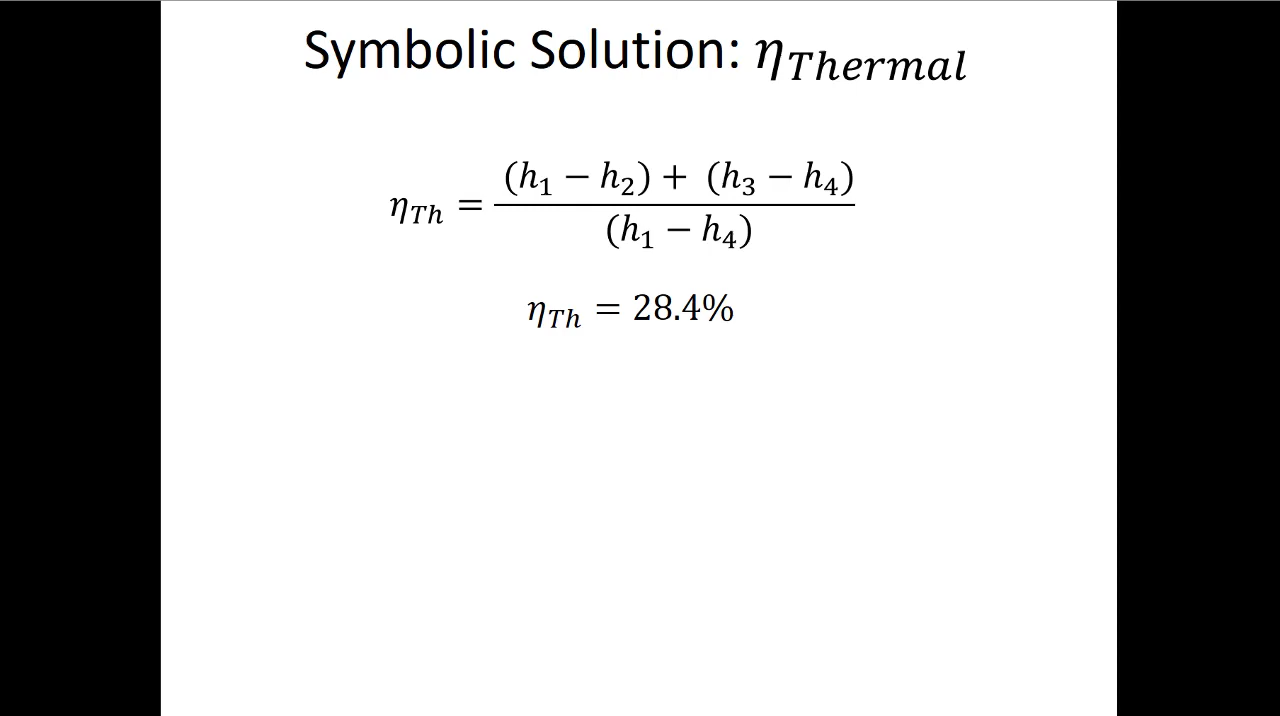 Symbolic Solution: η_Thermal
η_Th = ((h_1 − h_2) + (h_3 − h_4)) / (h_1 − h_4)
η_Th = 28.4%